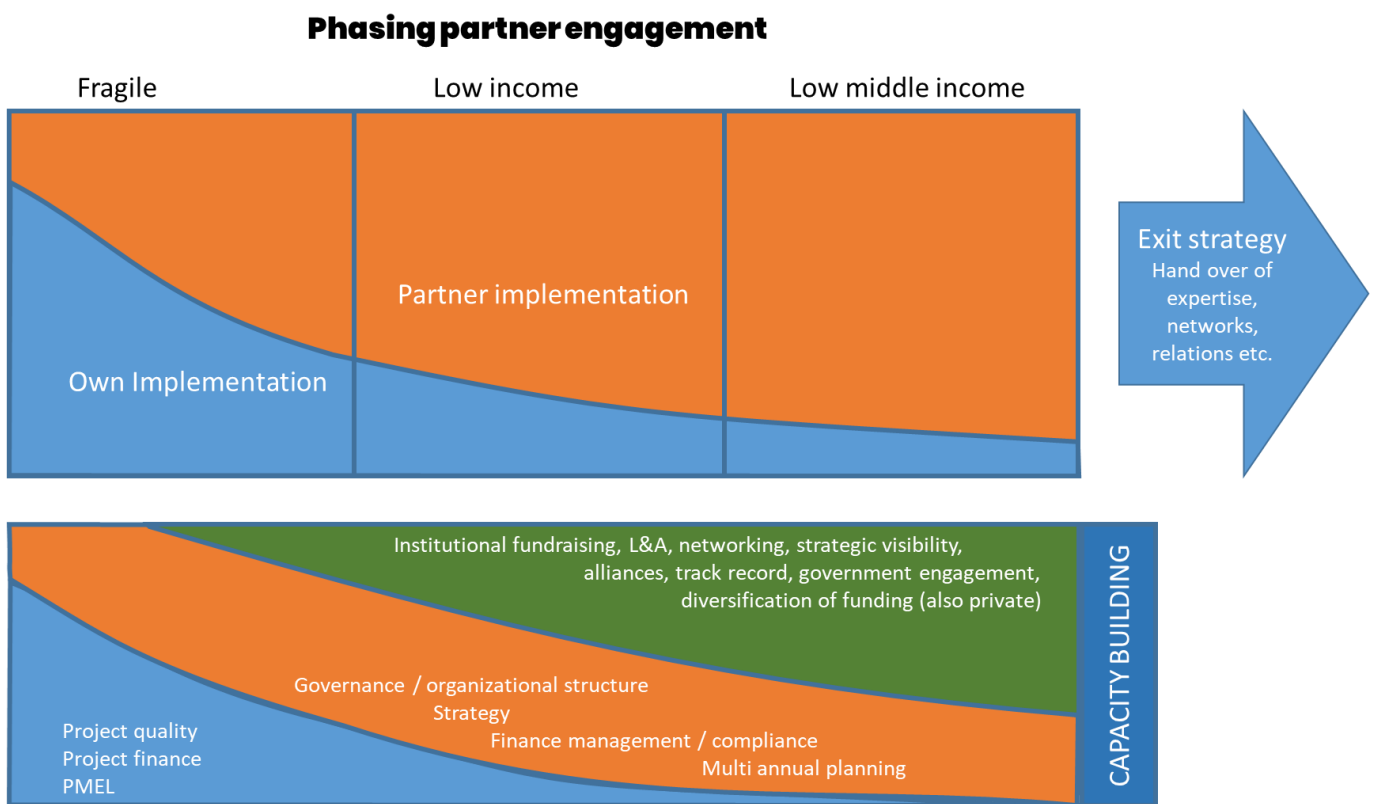 Phasing partner engagement
Fragile
Low income
Low middle income
Partner implementation
Own Implementation
Exit strategy
Hand over of
expertise,
networks,
relations etc.
Institutional fundraising, L&A, networking, strategic visibility,
alliances, track record, government engagement,
diversification of funding (also private)
Governance / organizational structure
Strategy
Finance management / compliance
Multi annual planning
Project quality
Project finance
PMEL
CAPACITY BUILDING